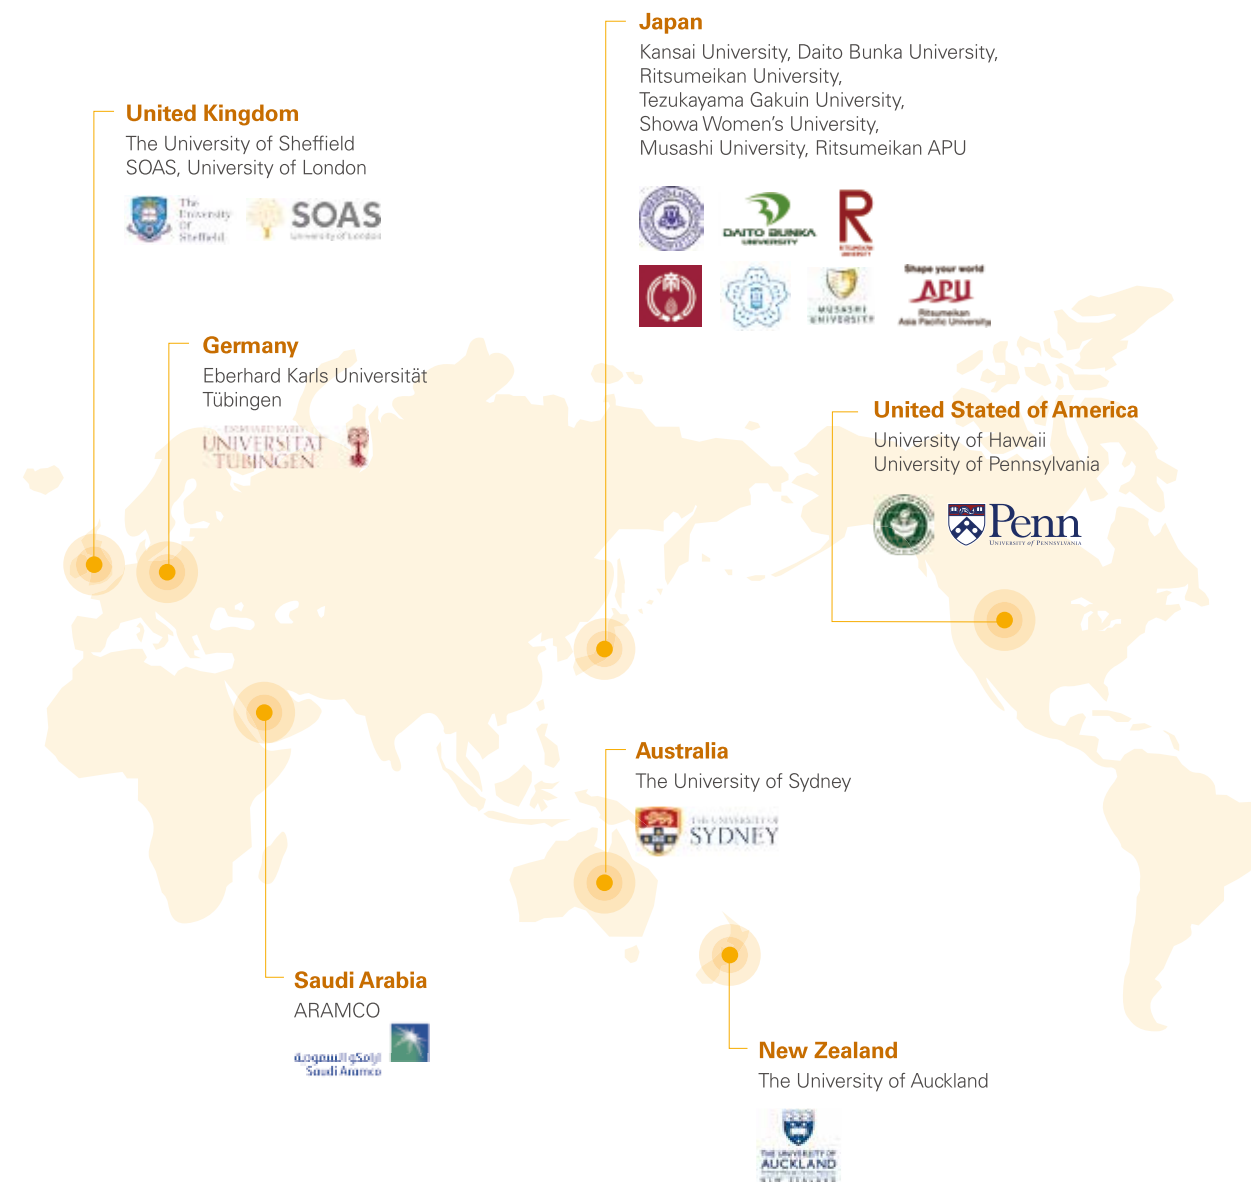 Japan
Kansai University, Daito Bunka University,
Ritsumeikan University,
Tezukayama Gakuin University,
Showa Women's University,
Musashi University, Ritsumeikan APU
DAITO BUNKA
UNIVERSITY
R
RITSUMEIKAN
UNIVERSITY
MUSASHI
UNIVERSITY
Shape your world
APU
Ritsumeikan
Asia Pacific University
United Kingdom
The University of Sheffield
SOAS, University of London
The
University
Of
Sheffield
SOAS
University of London
Germany
Eberhard Karls Universität
Tübingen
EBERHARD KARLS
UNIVERSITÄT
TÜBINGEN
United Stated of America
University of Hawaii
University of Pennsylvania
Penn
UNIVERSITY of PENNSYLVANIA
Australia
The University of Sydney
THE UNIVERSITY OF
SYDNEY
Saudi Arabia
ARAMCO
أرامكو السعودية
Saudi Aramco
New Zealand
The University of Auckland
THE UNIVERSITY OF
AUCKLAND
NEW ZEALAND